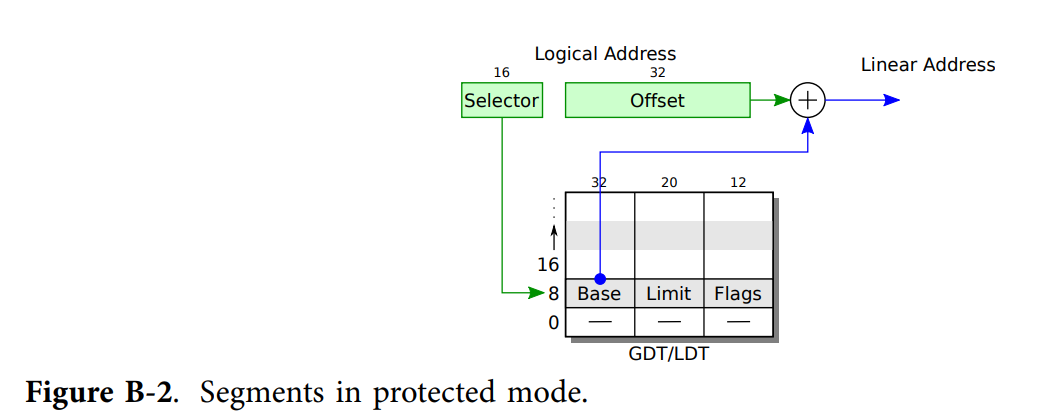 Logical Address
Linear Address
16
32
Selector
Offset
32
20
12
16
8
Base
Limit
Flags
0
GDT/LDT
Figure B-2. Segments in protected mode.